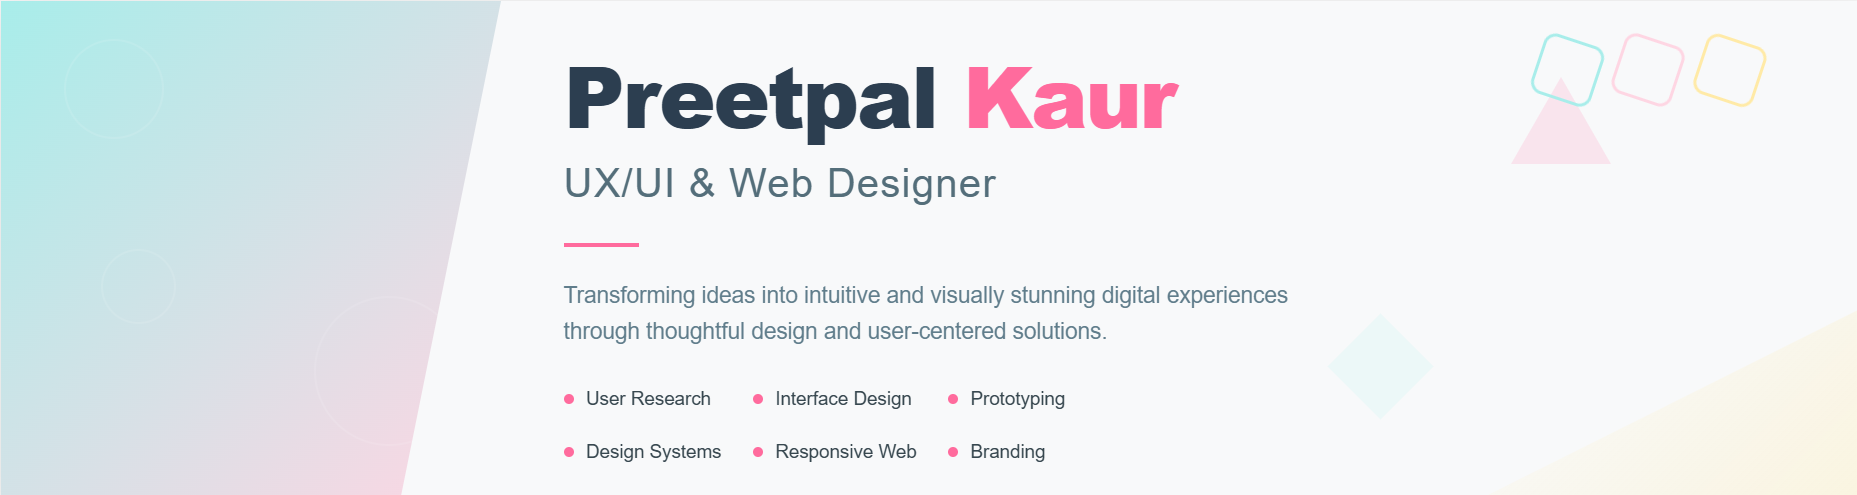 Preetpal Kaur
UX/UI & Web Designer
Transforming ideas into intuitive and visually stunning digital experiences
through thoughtful design and user-centered solutions.
User Research
Interface Design
Prototyping
Design Systems
Responsive Web
Branding